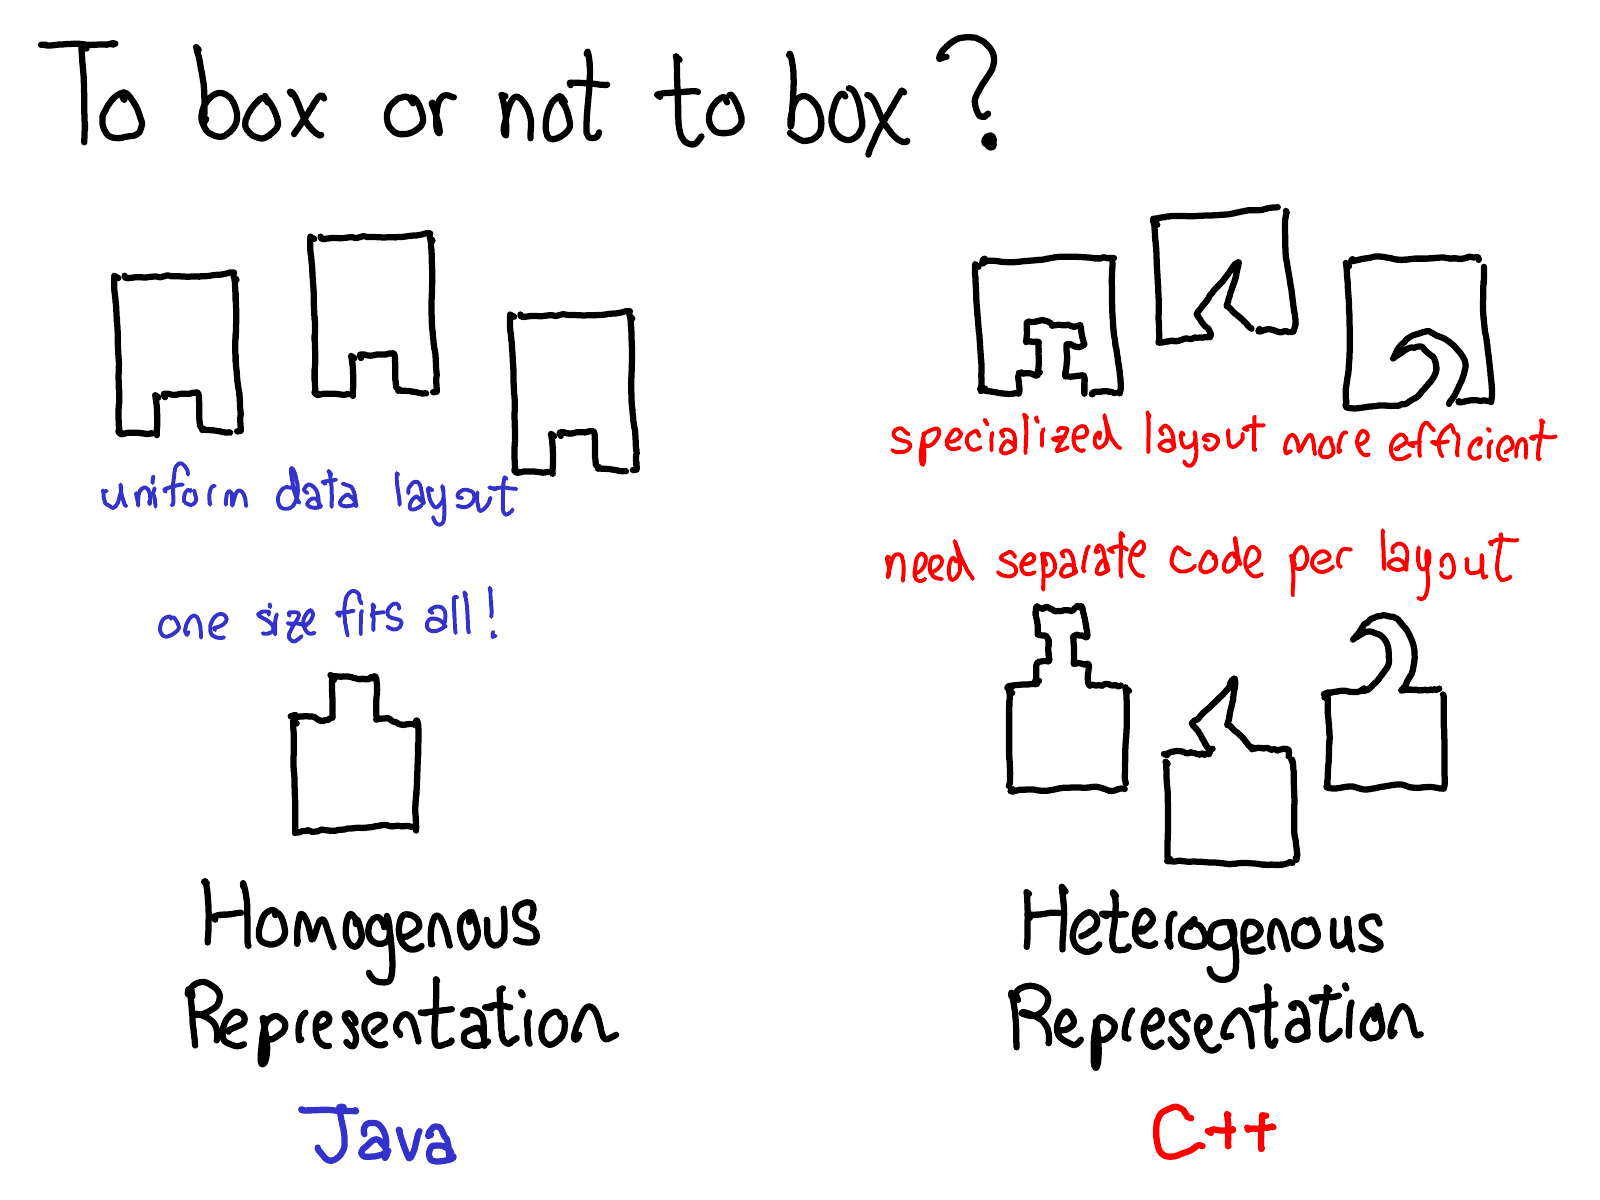 To box or not to box?
uniform data layout
one size fits all!
Homogenous
Representation
Java
specialized layout more efficient
need separate code per layout
Heterogenous
Representation
C++